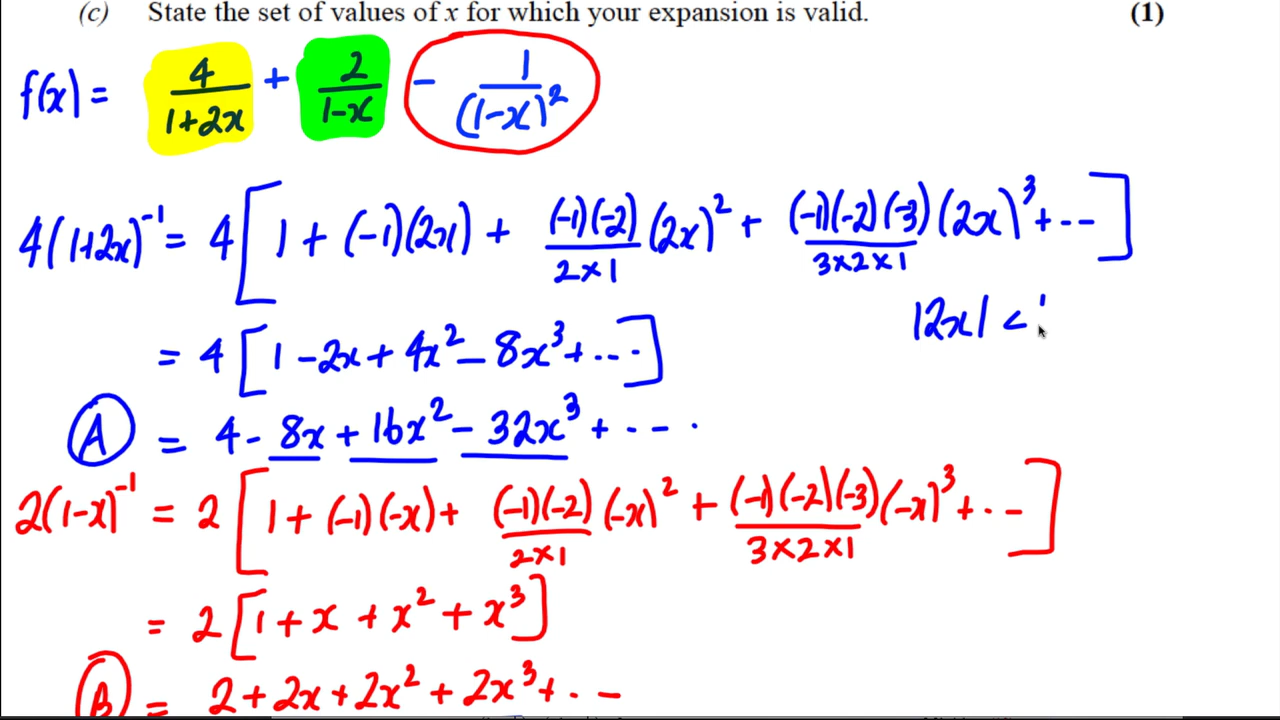 (c) State the set of values of x for which your expansion is valid. (1)
f(x) = 4/(1+2x) + 2/(1-x) - 1/(1-x)²
4(1+2x)⁻¹ = 4[1 + (-1)(2x) + (-1)(-2)/(2×1) (2x)² + (-1)(-2)(-3)/(3×2×1) (2x)³ + ---]
|2x| < 1
= 4[1 - 2x + 4x² - 8x³ + ...]
(A) = 4 - 8x + 16x² - 32x³ + ....
2(1-x)⁻¹ = 2[1 + (-1)(-x) + (-1)(-2)/(2×1) (-x)² + (-1)(-2)(-3)/(3×2×1) (-x)³ + ...]
= 2[1 + x + x² + x³]
(B) = 2 + 2x + 2x² + 2x³ + ...